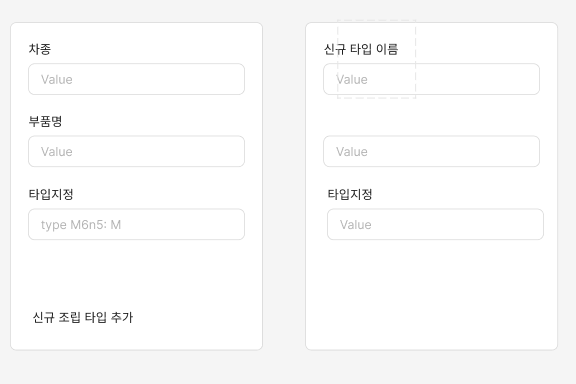 차종
Value
부품명
Value
타입지정
type M6n5: M
신규 조립 타입 추가
신규 타입 이름
Value
Value
타입지정
Value